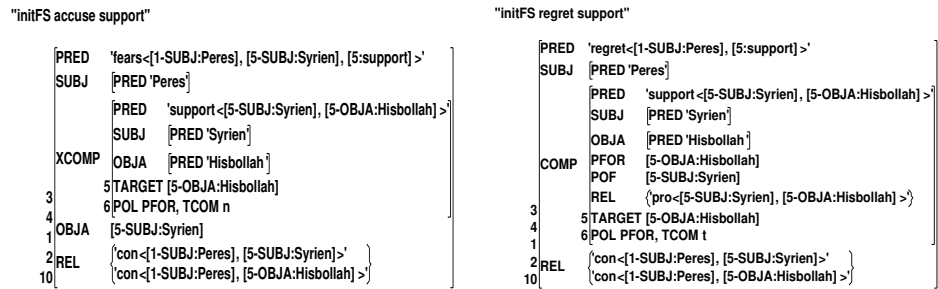 "initFS accuse support"
PRED 'fears<[1-SUBJ:Peres], [5-SUBJ:Syrien], [5:support] >'
SUBJ [PRED 'Peres']
PRED 'support<[5-SUBJ:Syrien], [5-OBJA:Hisbollah] >'
SUBJ [PRED 'Syrien']
XCOMP OBJA [PRED 'Hisbollah']
5 TARGET [5-OBJA:Hisbollah]
3
6 POL PFOR, TCOM n
4
1 OBJA [5-SUBJ:Syrien]
2 REL {'con<[1-SUBJ:Peres], [5-SUBJ:Syrien]>'
10 'con<[1-SUBJ:Peres], [5-OBJA:Hisbollah] >'}
"initFS regret support"
PRED 'regret<[1-SUBJ:Peres], [5:support] >'
SUBJ [PRED 'Peres']
PRED 'support<[5-SUBJ:Syrien], [5-OBJA:Hisbollah] >'
SUBJ [PRED 'Syrien']
OBJA [PRED 'Hisbollah']
COMP PFOR [5-OBJA:Hisbollah]
POF [5-SUBJ:Syrien]
REL {'pro<[5-SUBJ:Syrien], [5-OBJA:Hisbollah] >'}
3
5 TARGET [5-OBJA:Hisbollah]
4
6 POL PFOR, TCOM t
1
2 REL {'con<[1-SUBJ:Peres], [5-SUBJ:Syrien]>'
10 'con<[1-SUBJ:Peres], [5-OBJA:Hisbollah] >'}